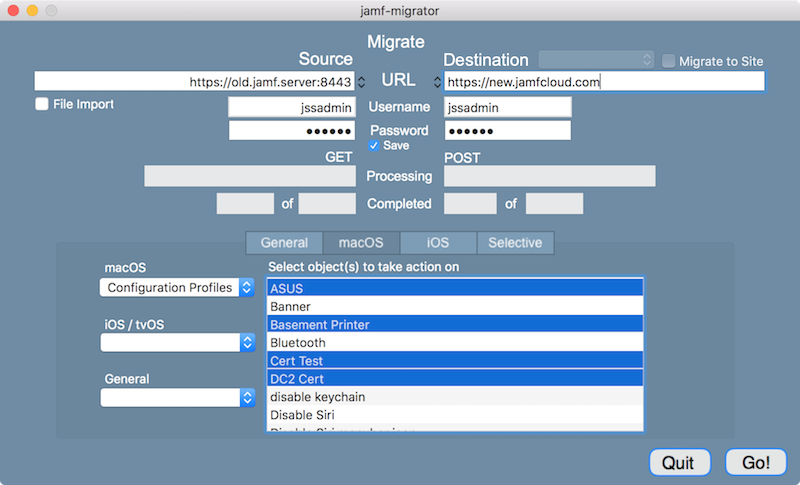 jamf-migrator
Migrate
Source
Destination
Migrate to Site
https://old.jamf.server:8443
URL
https://new.jamfcloud.com
File Import
jssadmin
Username
jssadmin
●●●●●●
Password
●●●●●●
Save
GET
POST
Processing
of
Completed
of
General
macOS
iOS
Selective
macOS
Select object(s) to take action on
Configuration Profiles
ASUS
Banner
iOS / tvOS
Basement Printer
Bluetooth
Cert Test
General
DC2 Cert
disable keychain
Disable Siri
Quit
Go!